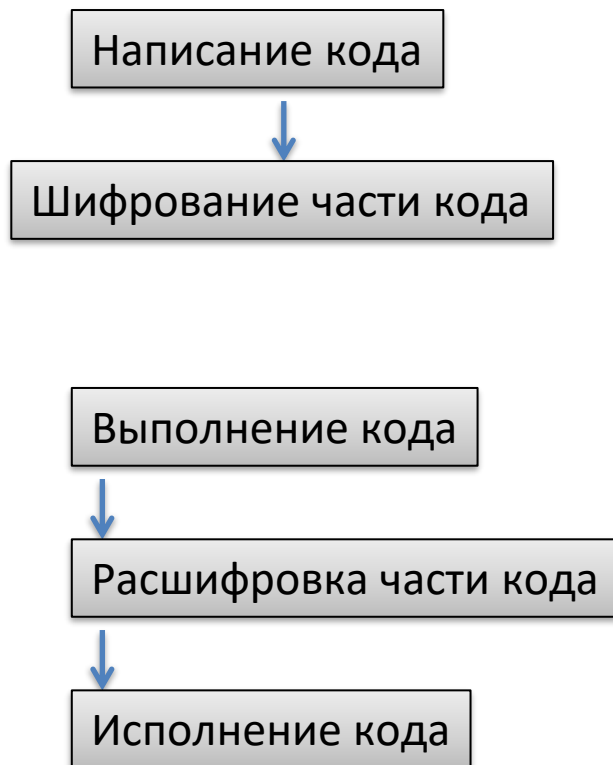 Написание кода
Шифрование части кода
Выполнение кода
Расшифровка части кода
Исполнение кода